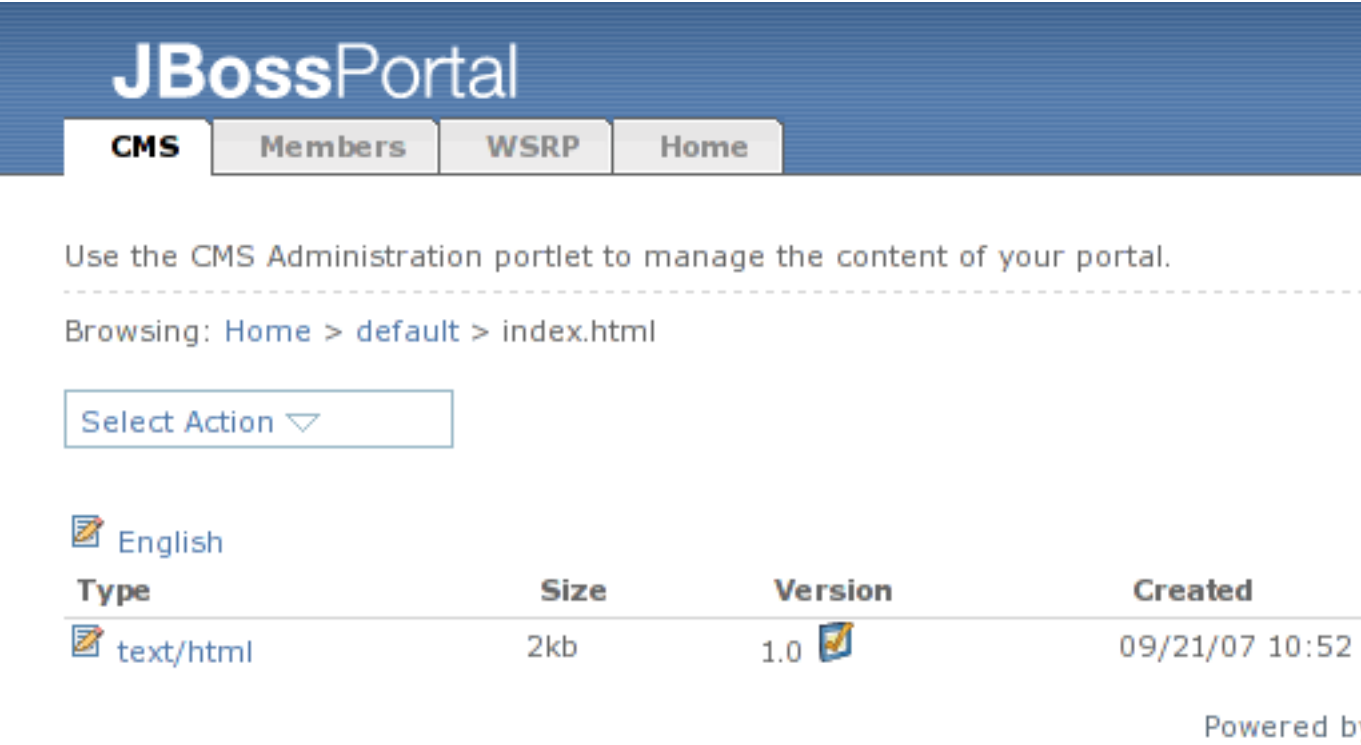 JBossPortal
CMS Members WSRP Home
Use the CMS Administration portlet to manage the content of your portal.
Browsing: Home > default > index.html
Select Action
English
Type Size Version Created
text/html 2kb 1.0 09/21/07 10:52
Powered by